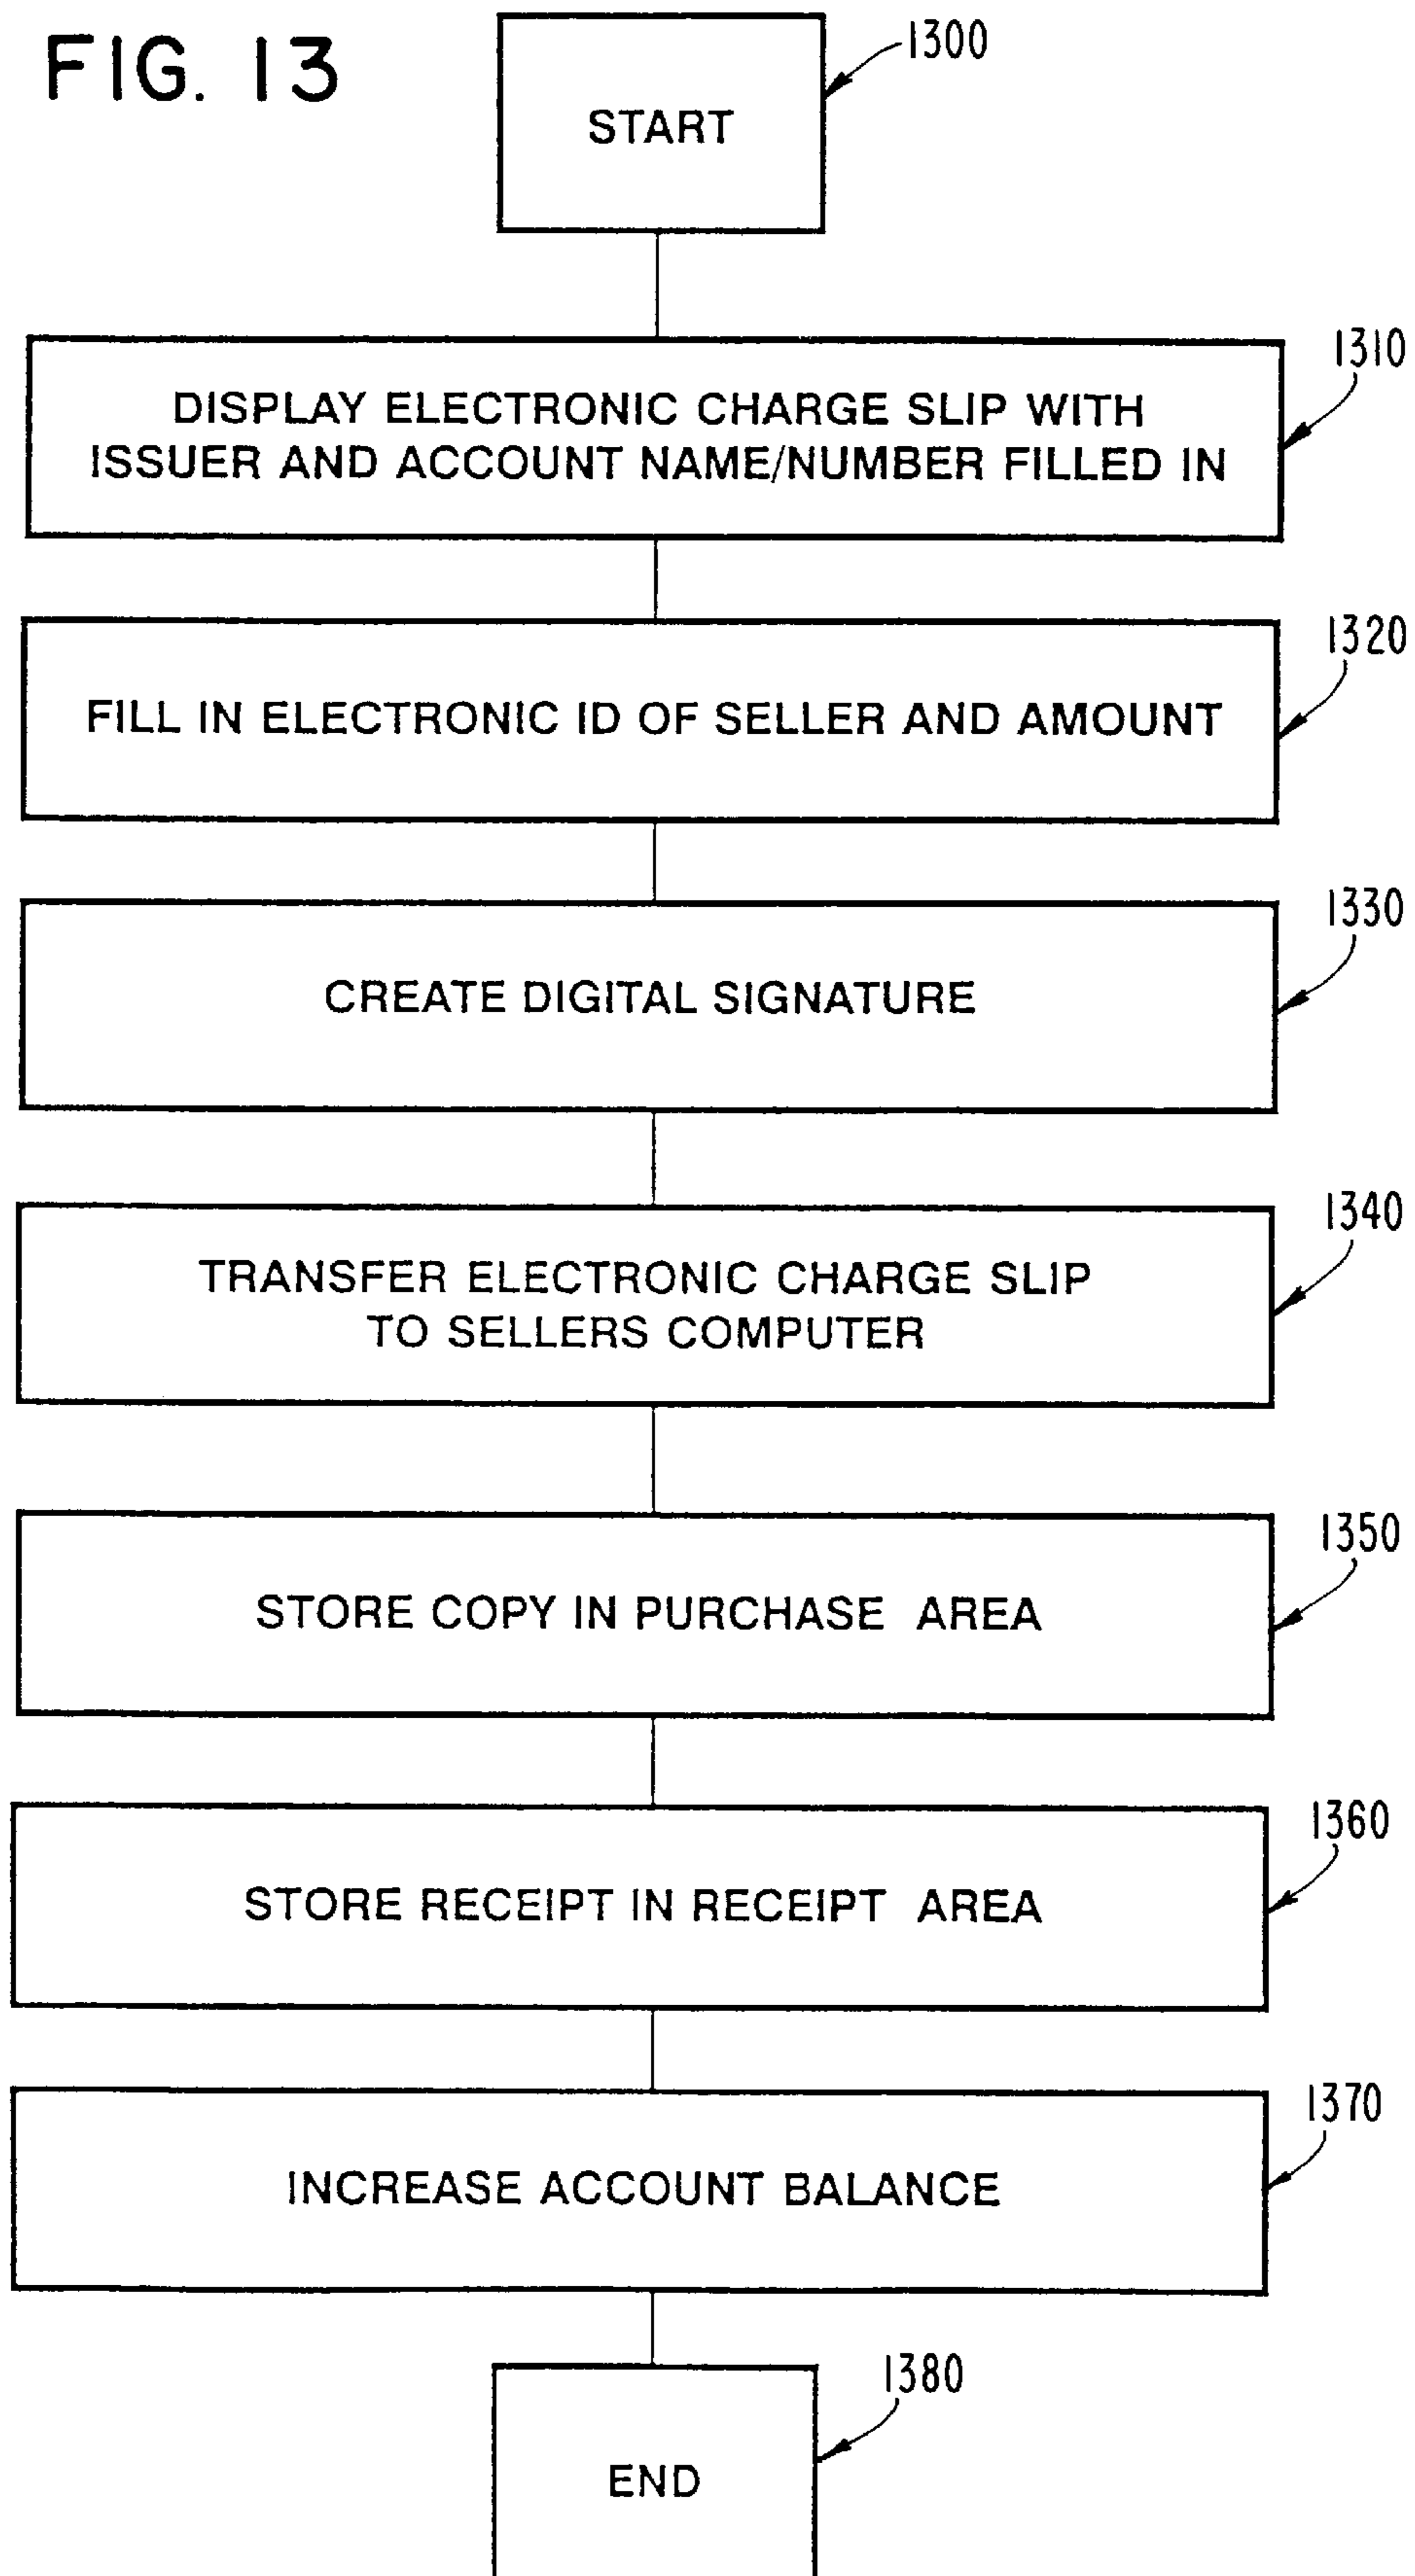 FIG. 13
1300
START
1310
DISPLAY ELECTRONIC CHARGE SLIP WITH
ISSUER AND ACCOUNT NAME/NUMBER FILLED IN
1320
FILL IN ELECTRONIC ID OF SELLER AND AMOUNT
1330
CREATE DIGITAL SIGNATURE
1340
TRANSFER ELECTRONIC CHARGE SLIP
TO SELLERS COMPUTER
1350
STORE COPY IN PURCHASE AREA
1360
STORE RECEIPT IN RECEIPT AREA
1370
INCREASE ACCOUNT BALANCE
1380
END